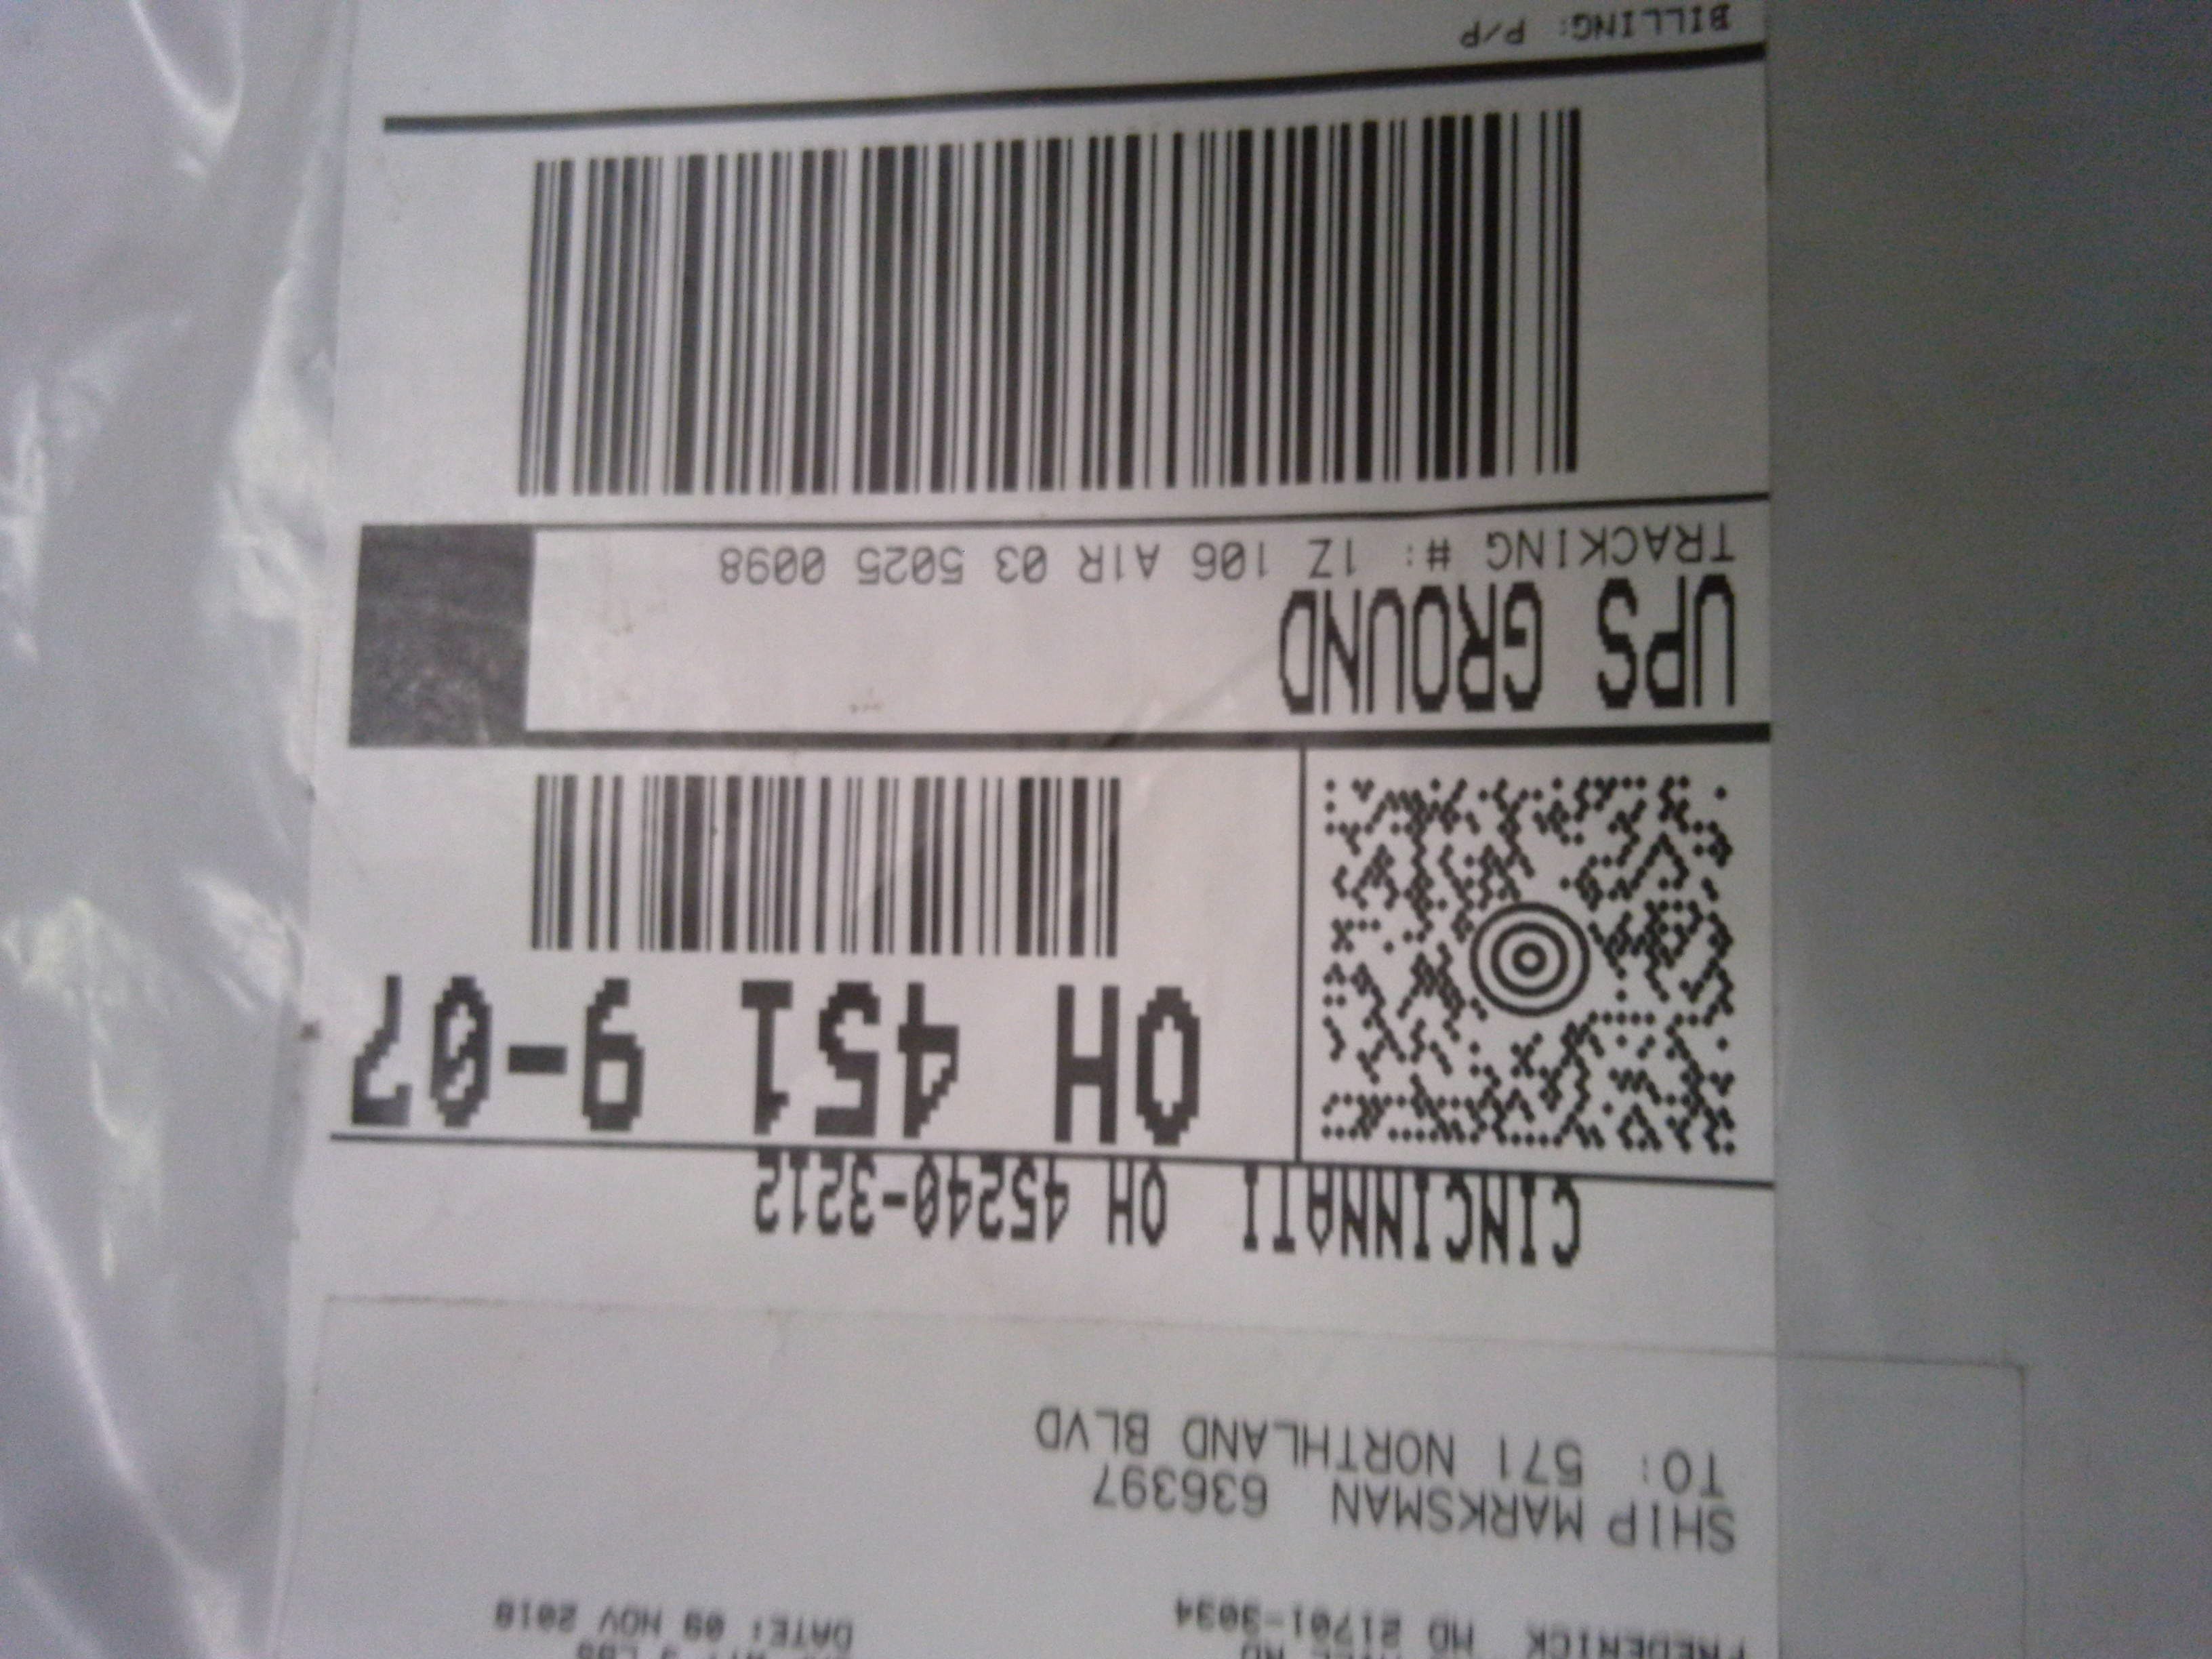 FREDERICK MD 21701-3034
DATE: 09 NOV 2018
SHIP MARKSMAN 636397
TO: 571 NORTHLAND BLVD
CINCINNATI OH 45240-3212
OH 451 9-07
UPS GROUND
TRACKING #: 1Z 106 A1R 03 5025 0098
BILLING: P/P